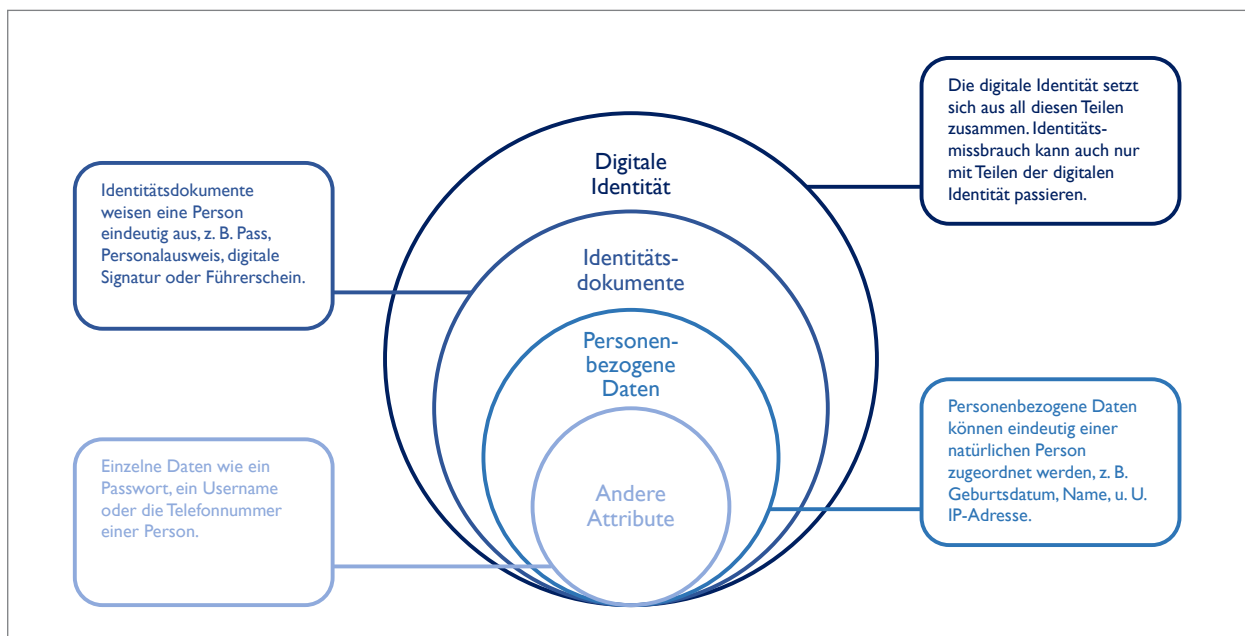 Die digitale Identität setzt
sich aus all diesen Teilen
zusammen. Identitäts-
missbrauch kann auch nur
mit Teilen der digitalen
Identität passieren.
Digitale
Identität
Identitätsdokumente
weisen eine Person
eindeutig aus, z. B. Pass,
Personalausweis, digitale
Signatur oder Führerschein.
Identitäts-
dokumente
Personen-
bezogene
Daten
Personenbezogene Daten
können eindeutig einer
natürlichen Person
zugeordnet werden, z. B.
Geburtsdatum, Name, u. U.
IP-Adresse.
Einzelne Daten wie ein
Passwort, ein Username
oder die Telefonnummer
einer Person.
Andere
Attribute